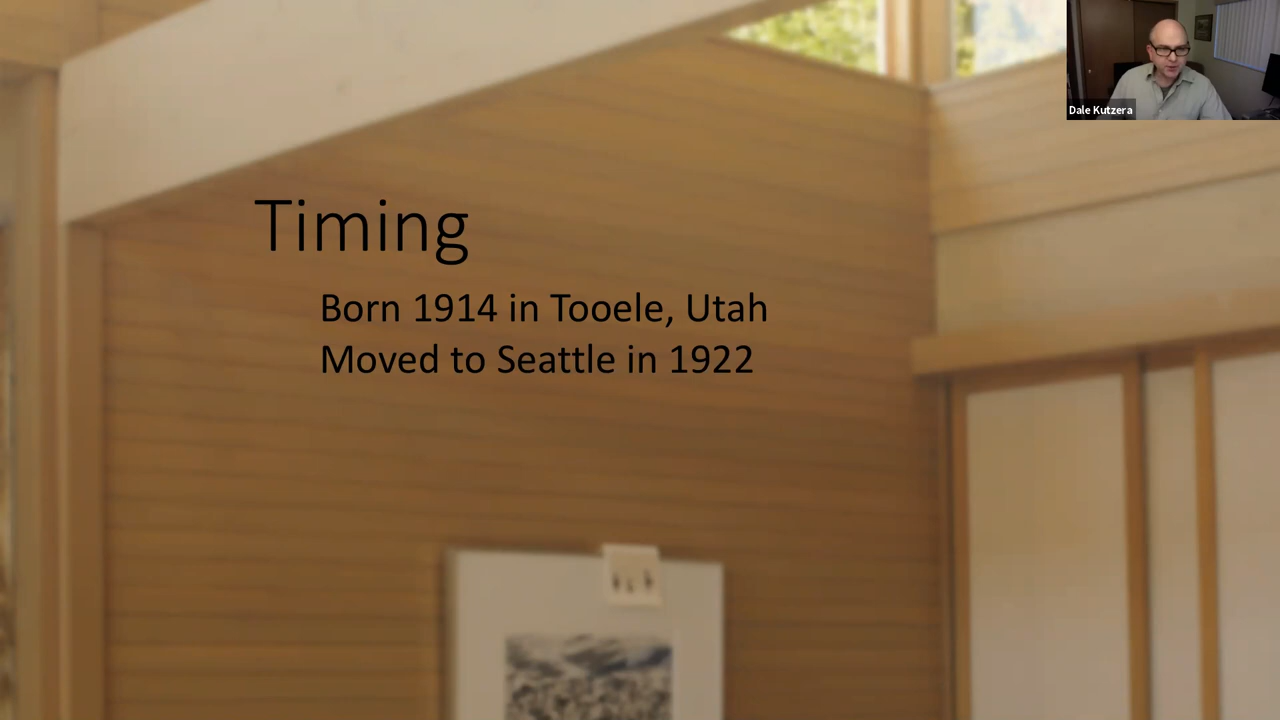 Dale Kutzera
Timing
Born 1914 in Tooele, Utah
Moved to Seattle in 1922